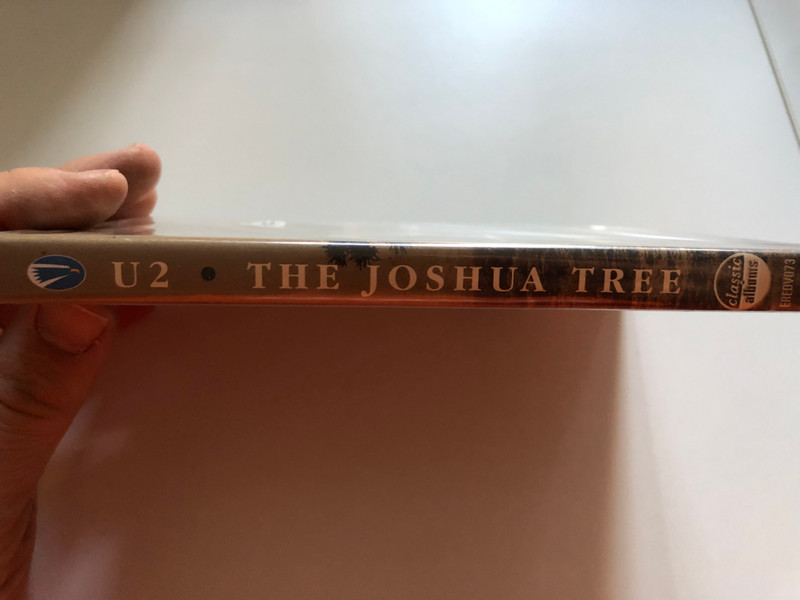 U2 • THE JOSHUA TREE
classic
albums
EREDV073